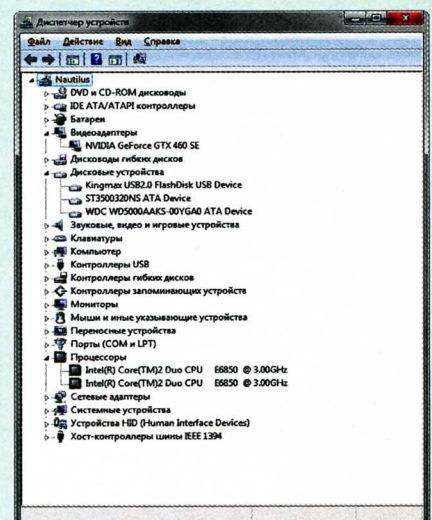 Диспетчер устройств
Файл Действие Вид Справка
Nautilus
DVD и CD-ROM дисководы
IDE ATA/ATAPI контроллеры
Батареи
Видеоадаптеры
NVIDIA GeForce GTX 460 SE
Дисководы гибких дисков
Дисковые устройства
Kingmax USB2.0 FlashDisk USB Device
ST3500320NS ATA Device
WDC WD5000AAKS-00YGA0 ATA Device
Звуковые, видео и игровые устройства
Клавиатуры
Компьютер
Контроллеры USB
Контроллеры гибких дисков
Контроллеры запоминающих устройств
Мониторы
Мыши и иные указывающие устройства
Переносные устройства
Порты (COM и LPT)
Процессоры
Intel(R) Core(TM)2 Duo CPU E6850 @ 3.00GHz
Intel(R) Core(TM)2 Duo CPU E6850 @ 3.00GHz
Сетевые адаптеры
Системные устройства
Устройства HID (Human Interface Devices)
Хост-контроллеры шины IEEE 1394